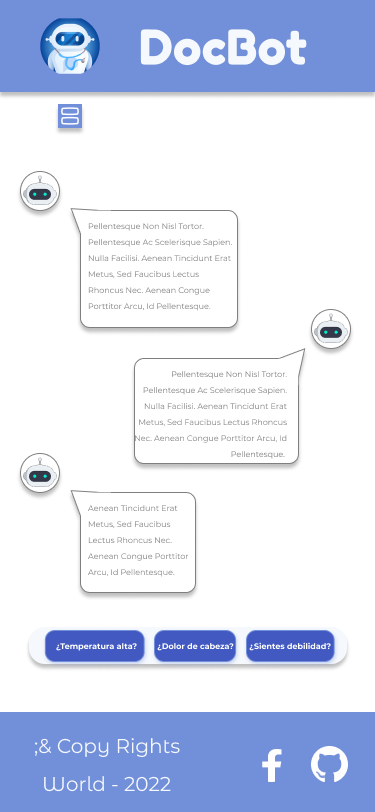 DocBot
Pellentesque Non Nisl Tortor.
Pellentesque Ac Scelerisque Sapien.
Nulla Facilisi. Aenean Tincidunt Erat
Metus, Sed Faucibus Lectus
Rhoncus Nec. Aenean Congue
Porttitor Arcu, Id Pellentesque.
Pellentesque Non Nisl Tortor.
Pellentesque Ac Scelerisque Sapien.
Nulla Facilisi. Aenean Tincidunt Erat
Metus, Sed Faucibus Lectus Rhoncus
Nec. Aenean Congue Porttitor Arcu, Id
Pellentesque.
Aenean Tincidunt Erat
Metus, Sed Faucibus
Lectus Rhoncus Nec.
Aenean Congue Porttitor
Arcu, Id Pellentesque.
¿Temperatura alta? ¿Dolor de cabeza? ¿Sientes debilidad?
;& Copy Rights
World - 2022